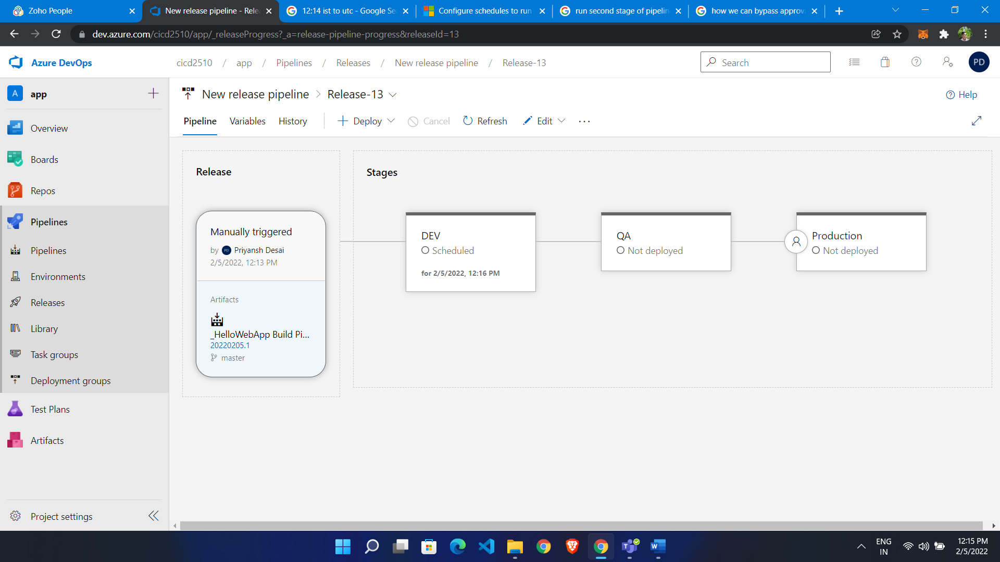 Zoho People
New release pipeline - Rele
12:14 ist to utc - Google Se
Configure schedules to run
run second stage of pipelin
how we can bypass approv
dev.azure.com/cicd2510/app/_releaseProgress?_a=release-pipeline-progress&releaseId=13
Azure DevOps
cicd2510 / app / Pipelines / Releases / New release pipeline / Release-13
Search
PD
A
app
New release pipeline > Release-13
Help
Pipeline
Variables
History
Deploy
Cancel
Refresh
Edit
Overview
Boards
Repos
Pipelines
Pipelines
Environments
Releases
Library
Task groups
Deployment groups
Test Plans
Artifacts
Project settings
Release
Manually triggered
by PD Priyansh Desai
2/5/2022, 12:13 PM
Artifacts
_HelloWebApp Build Pi...
20220205.1
master
Stages
DEV
Scheduled
for 2/5/2022, 12:16 PM
QA
Not deployed
Production
Not deployed
ENG
IN
12:15 PM
2/5/2022